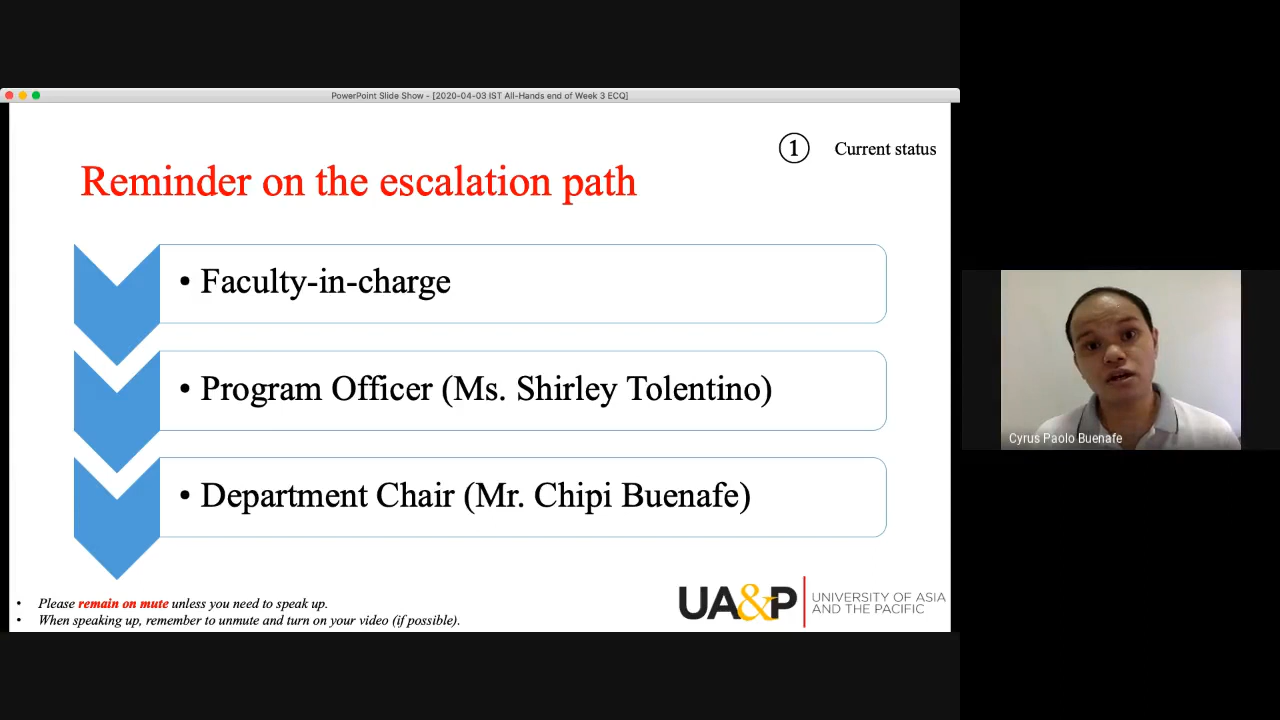 PowerPoint Slide Show - [2020-04-03 IST All-Hands end of Week 3 ECQ]
1 Current status
Reminder on the escalation path
• Faculty-in-charge
• Program Officer (Ms. Shirley Tolentino)
• Department Chair (Mr. Chipi Buenafe)
Cyrus Paolo Buenafe
• Please remain on mute unless you need to speak up.
• When speaking up, remember to unmute and turn on your video (if possible).
UA&P
UNIVERSITY OF ASIA
AND THE PACIFIC